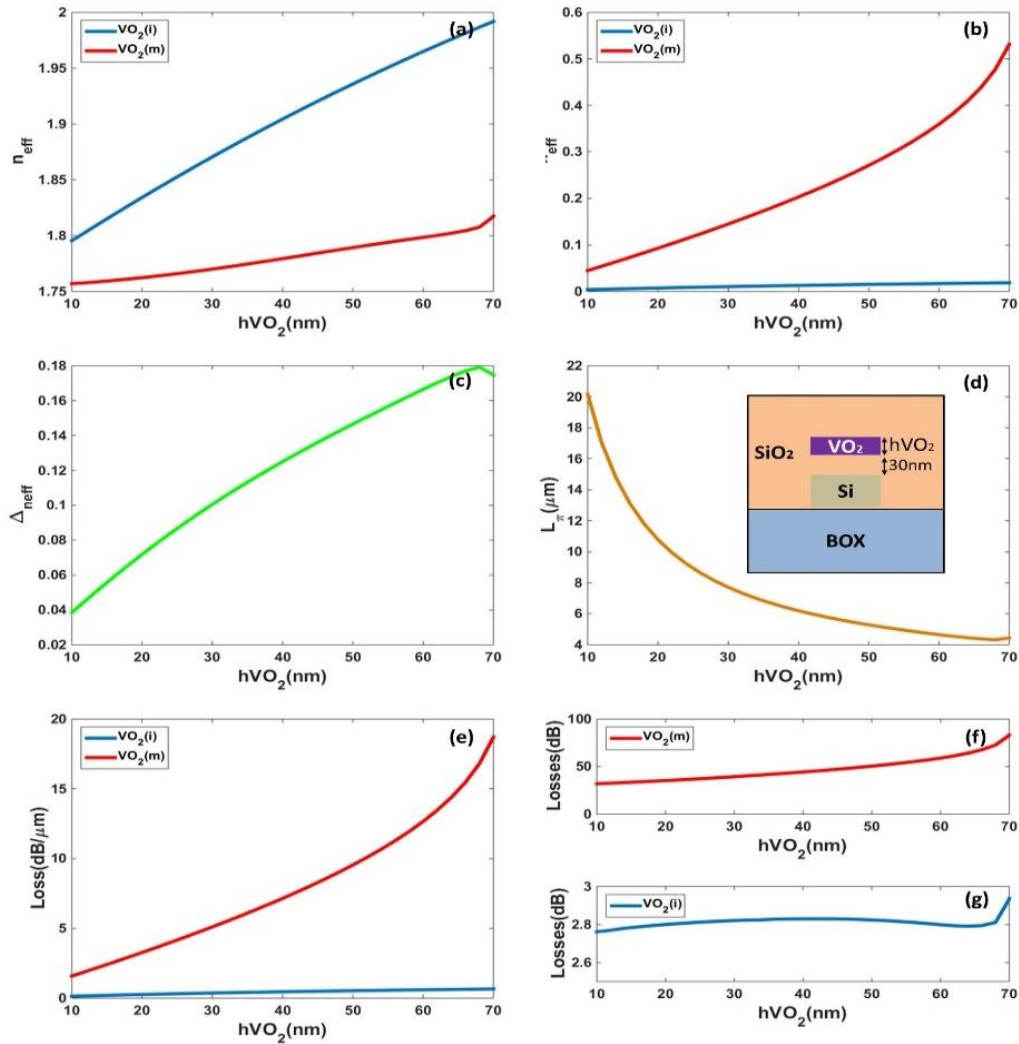 (a)
VO₂(i)
VO₂(m)
2
1.95
1.9
1.85
1.8
1.75
n_eff
10 20 30 40 50 60 70
hVO₂(nm)
(b)
VO₂(i)
VO₂(m)
0.6
0.5
0.4
0.3
0.2
0.1
0
eff
10 20 30 40 50 60 70
hVO₂(nm)
(c)
0.18
0.16
0.14
0.12
0.1
0.08
0.06
0.04
0.02
Δ_neff
10 20 30 40 50 60 70
hVO₂(nm)
(d)
22
20
18
16
14
12
10
8
6
4
L_π(μm)
SiO₂
VO₂
hVO₂
30nm
Si
BOX
10 20 30 40 50 60 70
hVO₂(nm)
(e)
VO₂(i)
VO₂(m)
20
15
10
5
0
Loss(dB/μm)
10 20 30 40 50 60 70
hVO₂(nm)
(f)
VO₂(m)
100
50
0
Losses(dB)
10 20 30 40 50 60 70
hVO₂(nm)
(g)
VO₂(i)
3
2.8
2.6
Losses(dB)
10 20 30 40 50 60 70
hVO₂(nm)